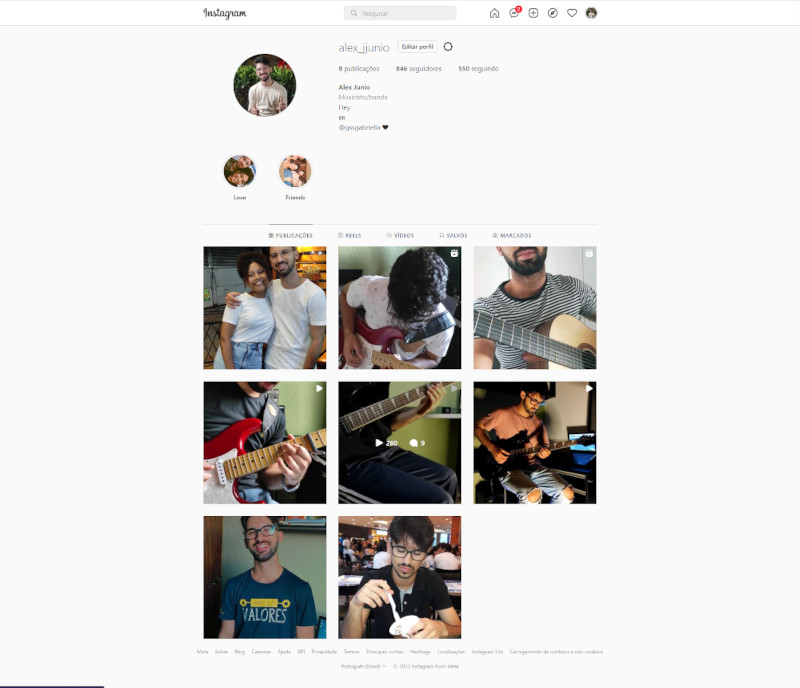 Instagram
Pesquisar
2
alex_jjunio Editar perfil
8 publicações 846 seguidores 550 seguindo
Alex Junio
Musicista/banda
Hey
@gssgabriella 🖤
Love Friends
PUBLICAÇÕES REELS VÍDEOS SALVOS MARCADOS
260 9
VALORES
Meta Sobre Blog Carreiras Ajuda API Privacidade Termos Principais contas Hashtags Localizações Instagram Lite Carregamento de contatos e não usuários
Português (Brasil) © 2022 Instagram from Meta